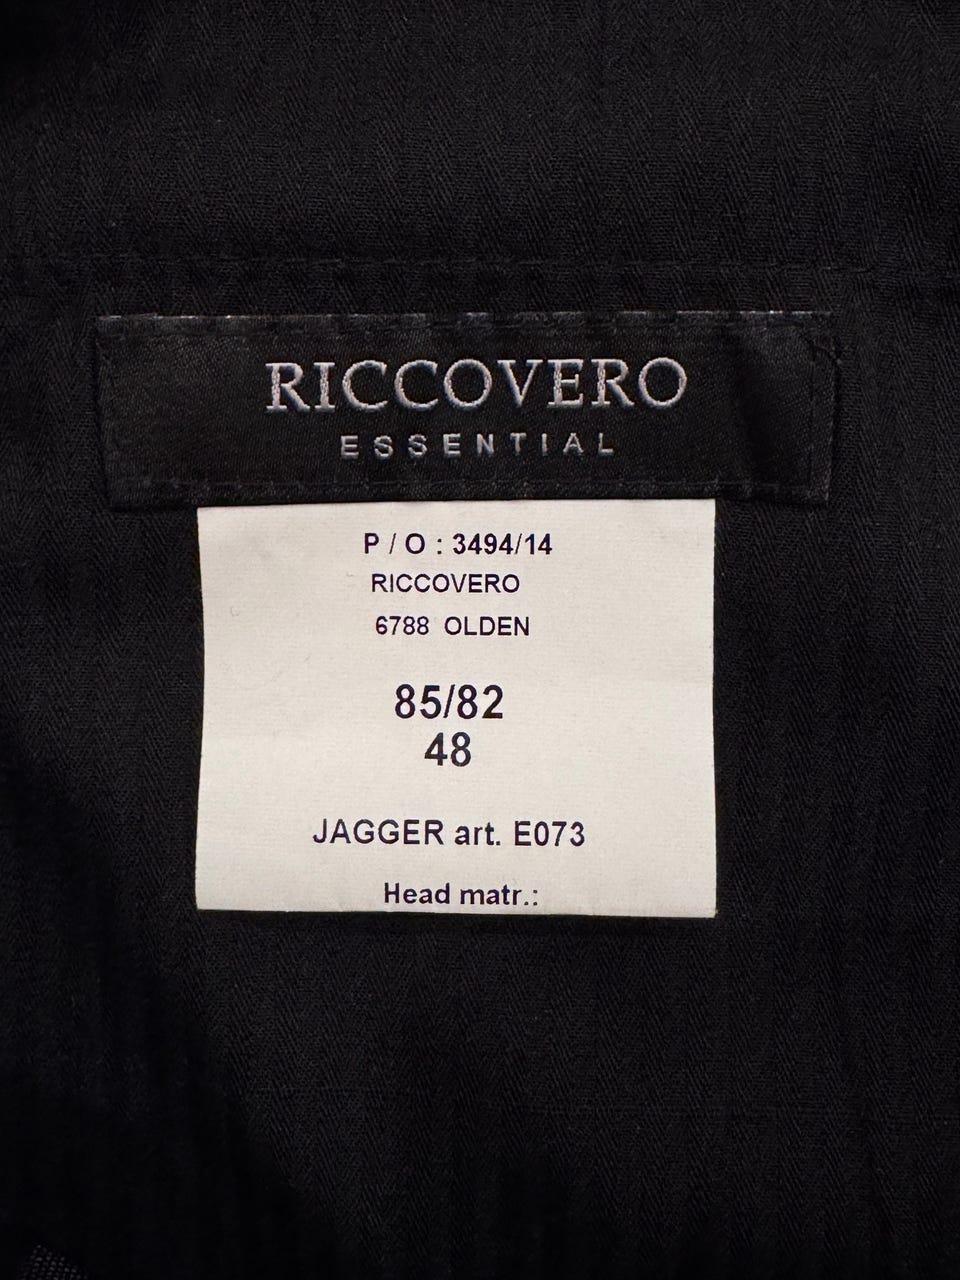 RICCOVERO
ESSENTIAL
P / O : 3494/14
RICCOVERO
6788 OLDEN
85/82
48
JAGGER art. E073
Head matr.: